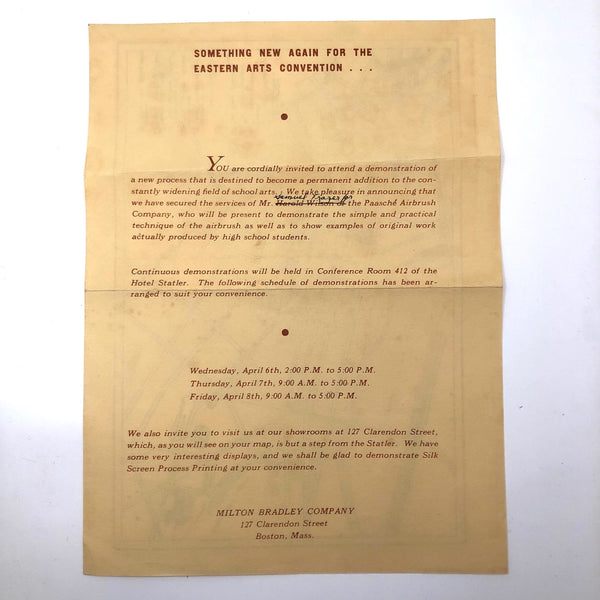 SOMETHING NEW AGAIN FOR THE
EASTERN ARTS CONVENTION . . .
YOU are cordially invited to attend a demonstration of
a new process that is destined to become a permanent addition to the con-
stantly widening field of school arts. We take pleasure in announcing that
Samuel
we have secured the services of Mr. Harold Wilson of the Paasché Airbrush
Company, who will be present to demonstrate the simple and practical
technique of the airbrush as well as to show examples of original work
actually produced by high school students.
Continuous demonstrations will be held in Conference Room 412 of the
Hotel Statler. The following schedule of demonstrations has been ar-
ranged to suit your convenience.
Wednesday, April 6th, 2:00 P.M. to 5:00 P.M.
Thursday, April 7th, 9:00 A.M. to 5:00 P.M.
Friday, April 8th, 9:00 A.M. to 5:00 P.M.
We also invite you to visit us at our showrooms at 127 Clarendon Street,
which, as you will see on your map, is but a step from the Statler. We have
some very interesting displays, and we shall be glad to demonstrate Silk
Screen Process Printing at your convenience.
MILTON BRADLEY COMPANY
127 Clarendon Street
Boston, Mass.